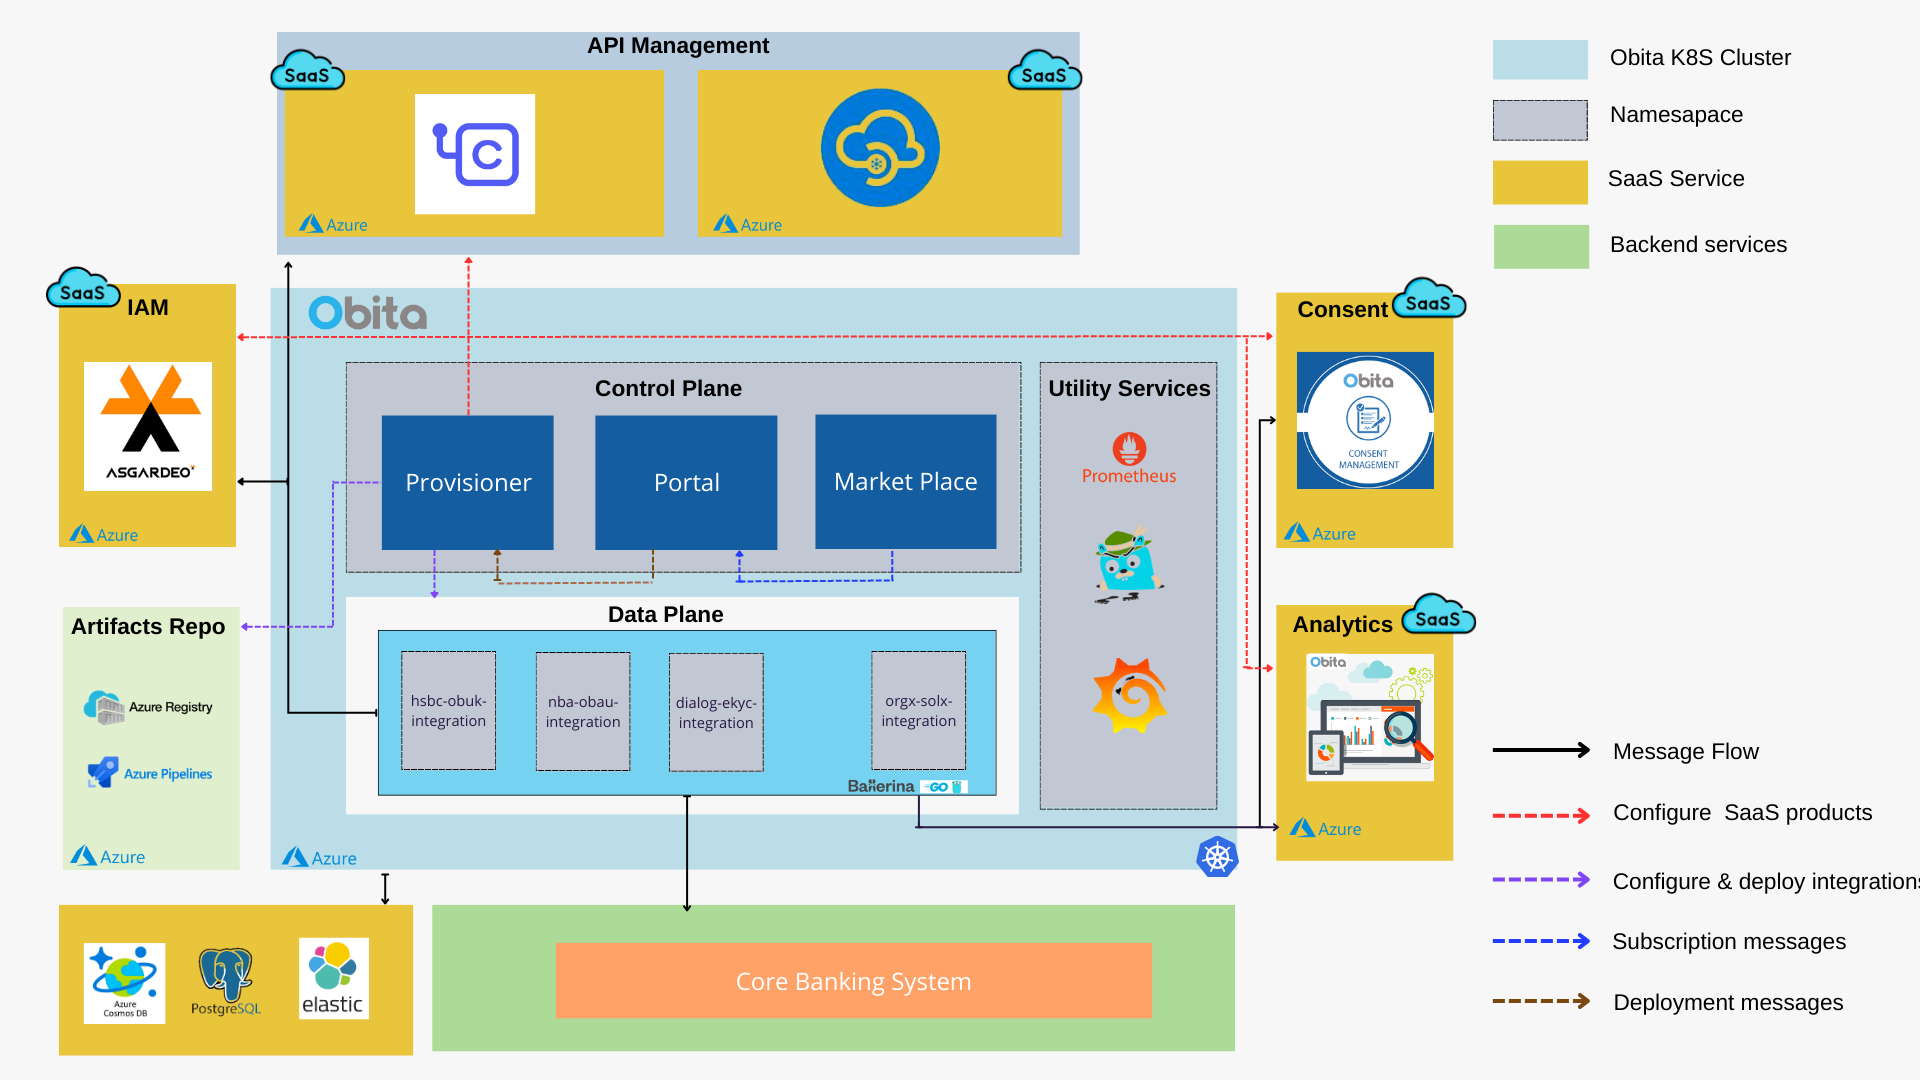 API Management
SaaS
SaaS
C
Azure
Azure
Obita K8S Cluster
Namesapace
SaaS Service
Backend services
SaaS
IAM
ASGARDEO
Azure
Obita
Control Plane
Provisioner
Portal
Market Place
Utility Services
Prometheus
Consent
SaaS
Obita
CONSENT
MANAGEMENT
Azure
Artifacts Repo
Azure Registry
Azure Pipelines
Azure
Data Plane
hsbc-obuk-
integration
nba-obau-
integration
dialog-ekyc-
integration
orgx-solx-
integration
Ballerina
GO
Azure
Analytics
SaaS
Obita
Azure
Message Flow
Configure  SaaS products
Configure & deploy integrations
Subscription messages
Deployment messages
Azure
Cosmos DB
PostgreSQL
elastic
Core Banking System